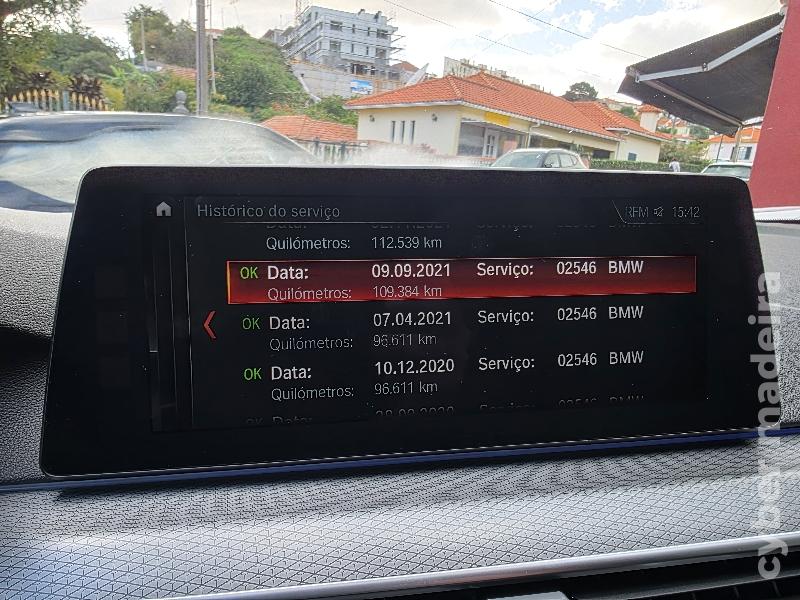 Histórico do serviço RFM 15:42
Quilómetros: 112.539 km
OK Data: 09.09.2021 Serviço: 02546 BMW
Quilómetros: 109.384 km
OK Data: 07.04.2021 Serviço: 02546 BMW
Quilómetros: 96.611 km
OK Data: 10.12.2020 Serviço: 02546 BMW
Quilómetros: 96.611 km
cybermadeira